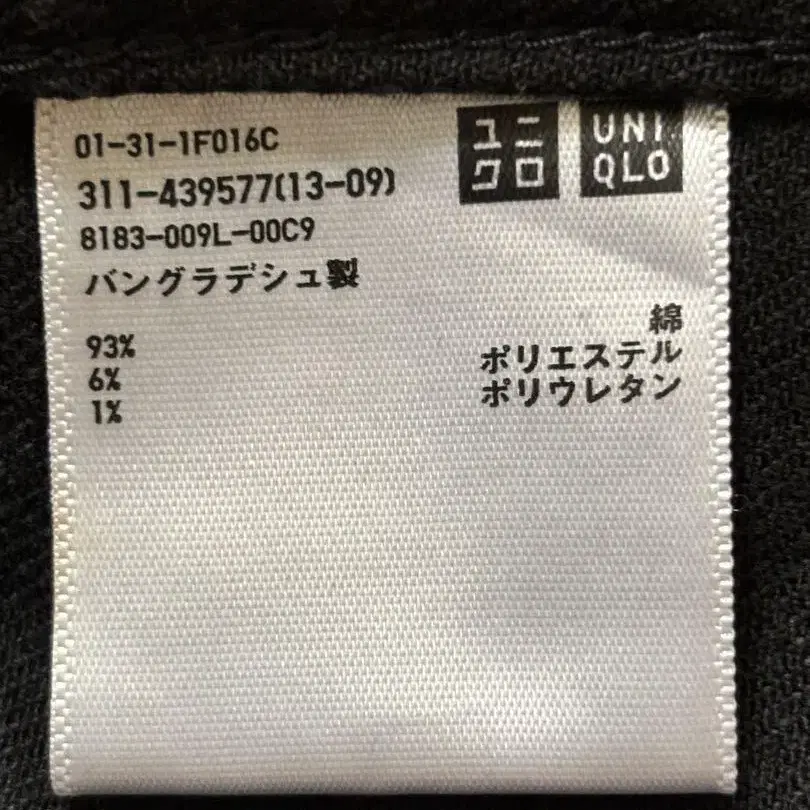 01-31-1F016C
ユニクロ
UNIQLO
311-439577(13-09)
8183-009L-00C9
バングラデシュ製
93% 綿
6% ポリエステル
1% ポリウレタン